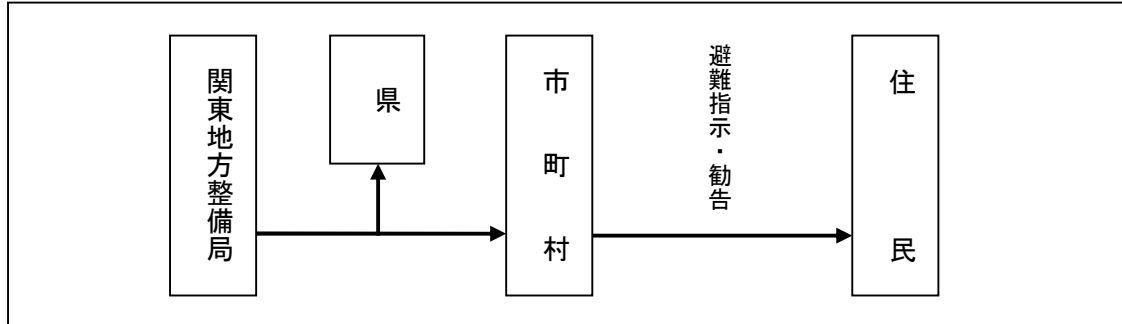 関東地方整備局
県
市町村
避難指示・勧告
住民